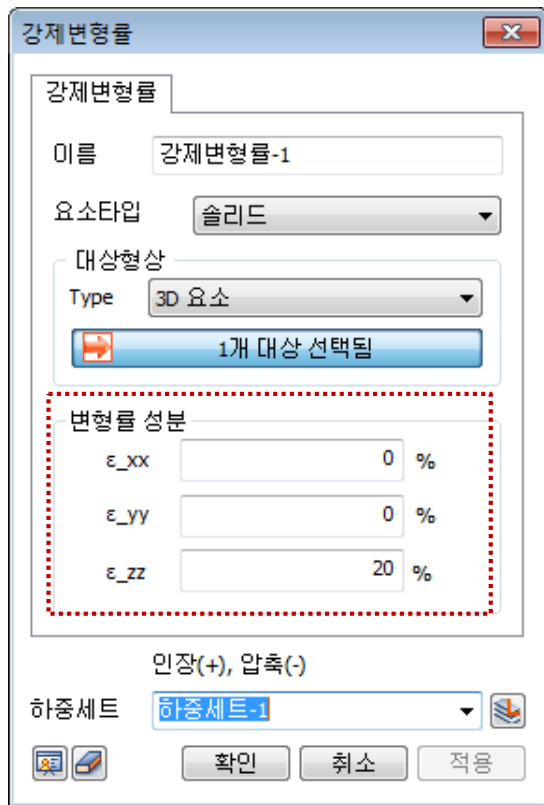 강제변형률
강제변형률
이름 강제변형률-1
요소타입 솔리드
대상형상
Type 3D 요소
1개 대상 선택됨
변형률 성분
ε_xx 0 %
ε_yy 0 %
ε_zz 20 %
인장(+), 압축(-)
하중세트 하중세트-1
확인 취소 적용